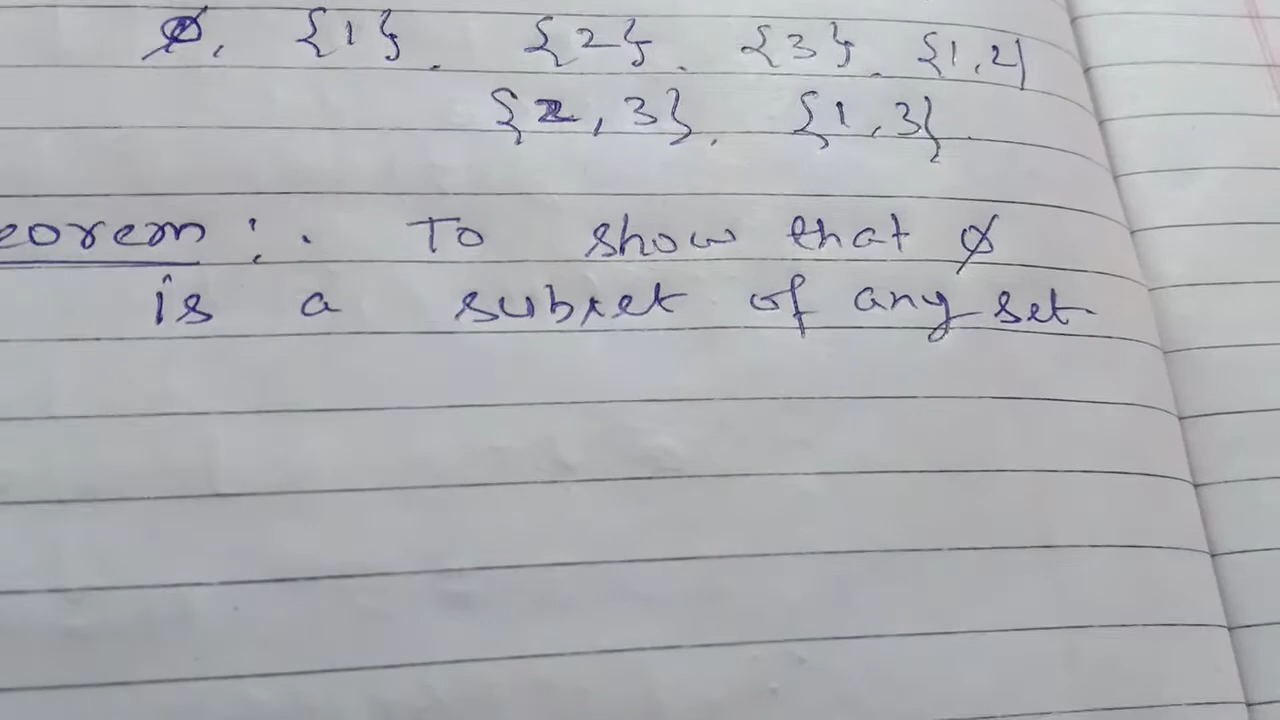 ϕ, {1}, {2}, {3}, {1,2}
{2,3}, {1,3}
eorem :. To show that ϕ
is a subset of any set